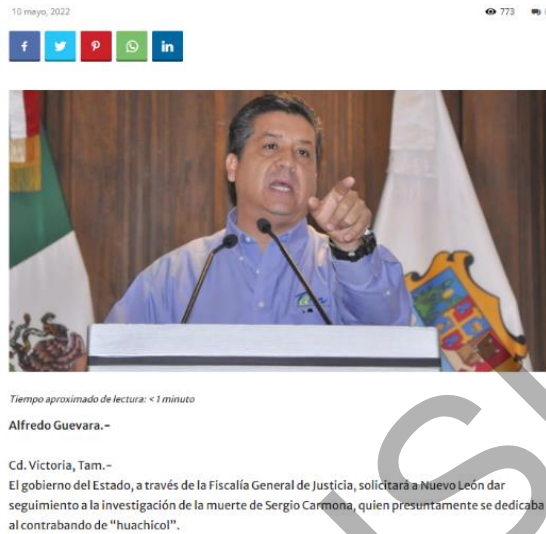 10 mayo, 2022
773
Tiempo aproximado de lectura: < 1 minuto
Alfredo Guevara.-
Cd. Victoria, Tam.-
El gobierno del Estado, a través de la Fiscalía General de Justicia, solicitará a Nuevo León dar
seguimiento a la investigación de la muerte de Sergio Carmona, quien presuntamente se dedicaba
al contrabando de “huachicol”.